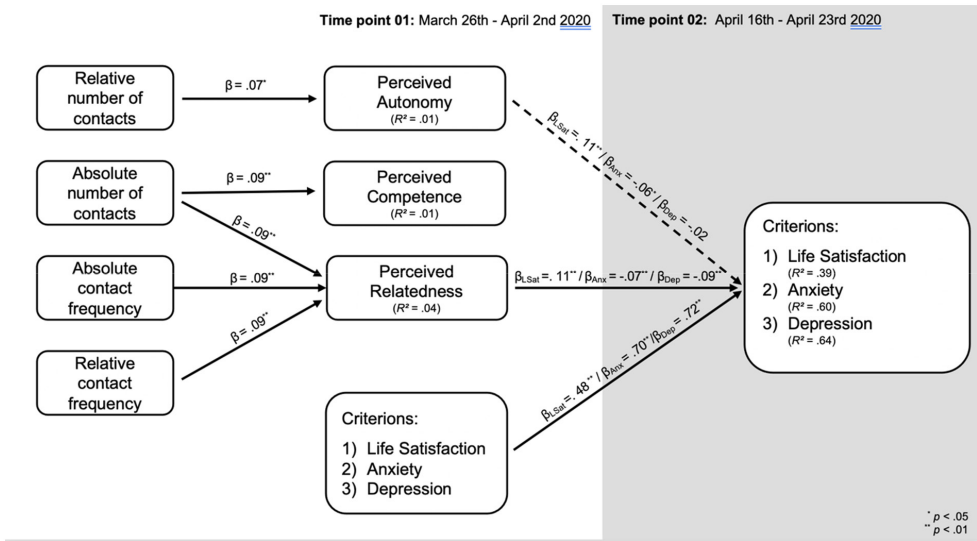 Time point 01: March 26th - April 2nd 2020
Time point 02: April 16th - April 23rd 2020
Relative
number of
contacts
β = .07*
Perceived
Autonomy
(R² = .01)
βLSat =. 11**/ βAnx = -.06*/ βDep = -.02
Absolute
number of
contacts
β = .09**
Perceived
Competence
(R² = .01)
β = .09**
Absolute
contact
frequency
β = .09**
Perceived
Relatedness
(R² = .04)
βLSat =. 11** / βAnx = -.07** / βDep = -.09**
β = .09**
Relative
contact
frequency
Criterions:
1) Life Satisfaction
2) Anxiety
3) Depression
βLSat =. 48** / βAnx = .70**/βDep = .72**
Criterions:
1) Life Satisfaction
(R² = .39)
2) Anxiety
(R² = .60)
3) Depression
(R² = .64)
* p < .05
** p < .01